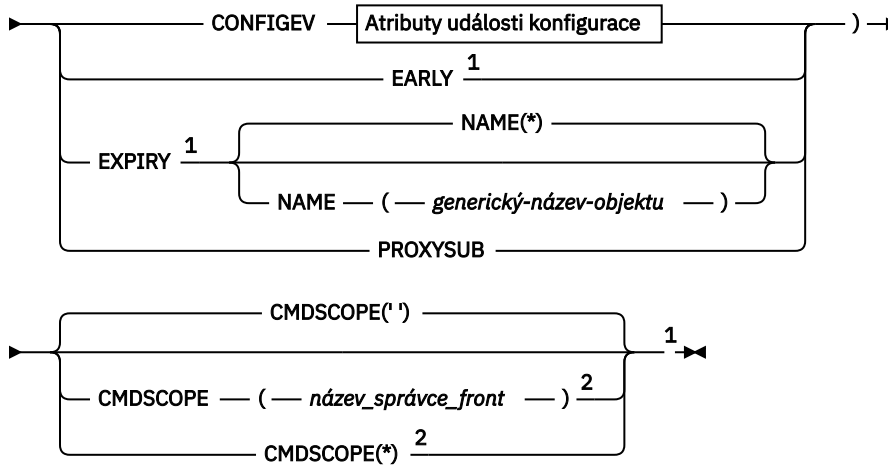 CONFIGEV Atributy události konfigurace )
EARLY 1
NAME(*)
EXPIRY 1
NAME ( generický-název-objektu )
PROXYSUB
CMDSCOPE(' ')
1
CMDSCOPE ( název_správce_front ) 2
CMDSCOPE(*) 2